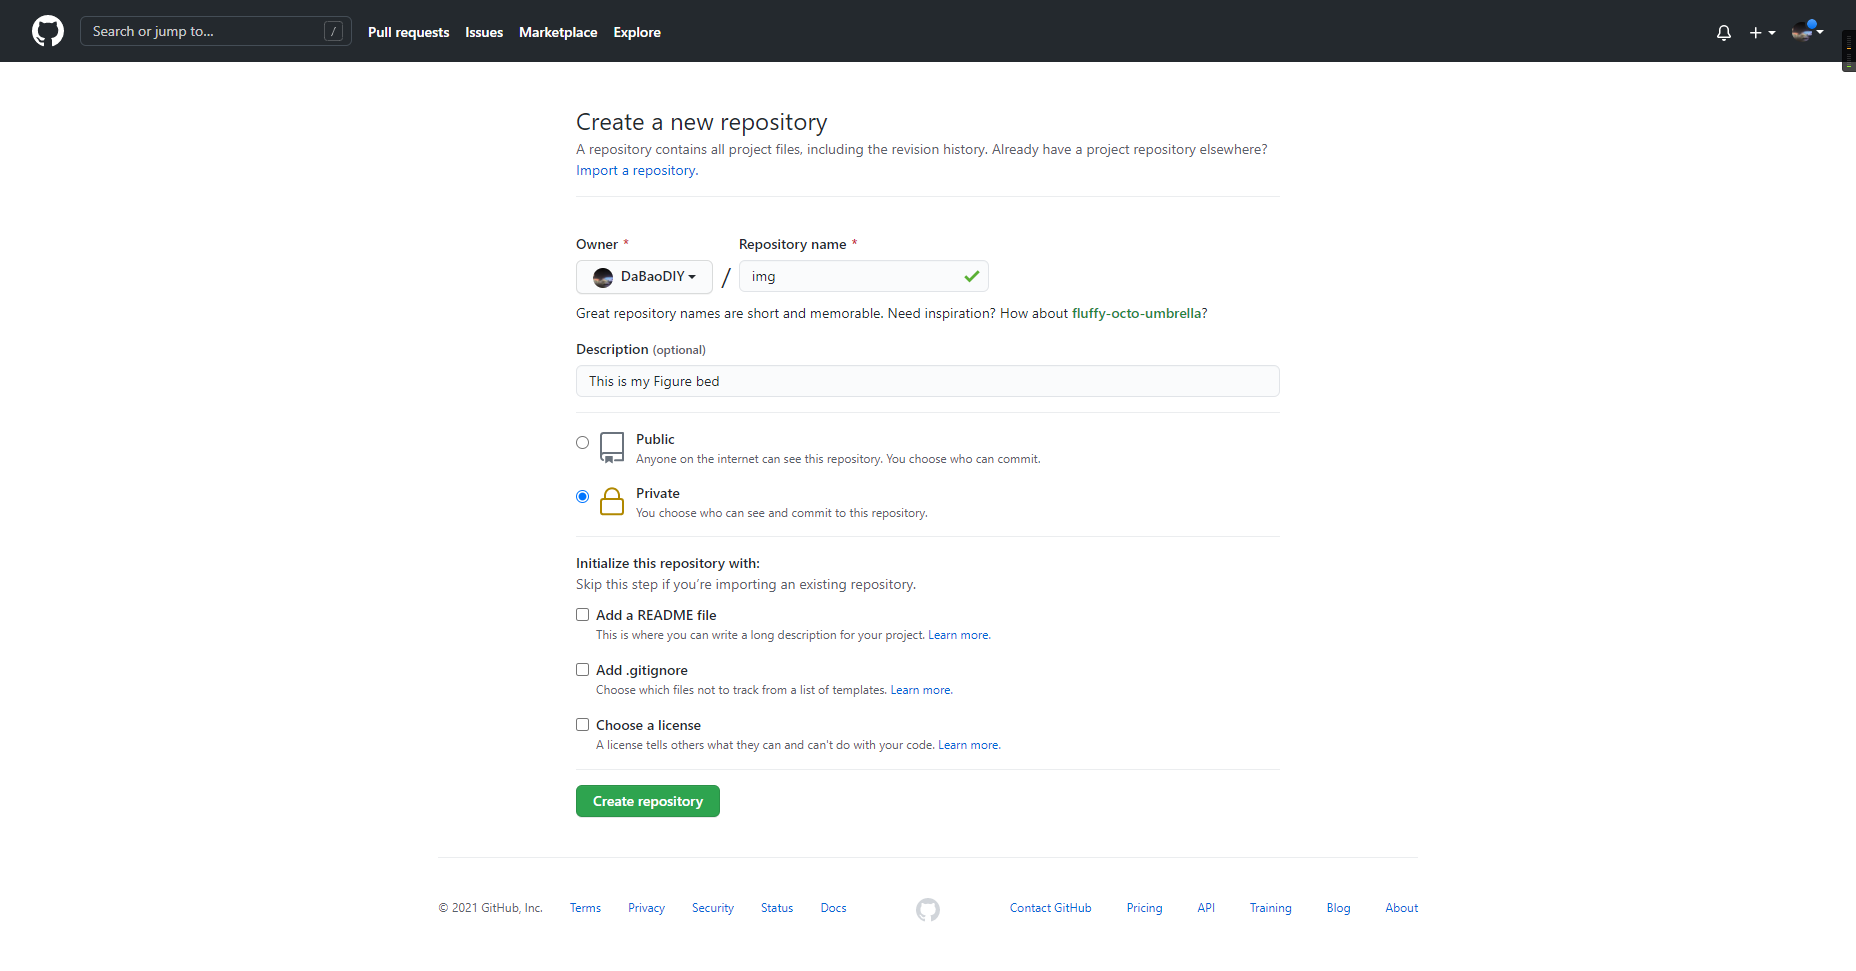 Search or jump to... / Pull requests Issues Marketplace Explore
Create a new repository
A repository contains all project files, including the revision history. Already have a project repository elsewhere?
Import a repository.
Owner * Repository name *
DaBaoDIY / img
Great repository names are short and memorable. Need inspiration? How about fluffy-octo-umbrella?
Description (optional)
This is my Figure bed
Public
Anyone on the internet can see this repository. You choose who can commit.
Private
You choose who can see and commit to this repository.
Initialize this repository with:
Skip this step if you’re importing an existing repository.
Add a README file
This is where you can write a long description for your project. Learn more.
Add .gitignore
Choose which files not to track from a list of templates. Learn more.
Choose a license
A license tells others what they can and can't do with your code. Learn more.
Create repository
© 2021 GitHub, Inc. Terms Privacy Security Status Docs Contact GitHub Pricing API Training Blog About